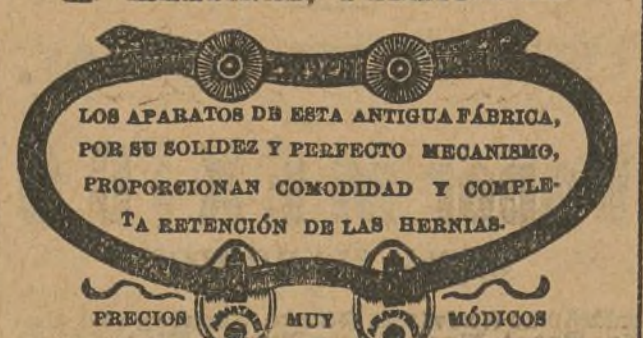 LOS APARATOS DE ESTA ANTIGUA FÁBRICA,
POR SU SOLIDEZ Y PERFECTO MECANISMO,
PROPORCIONAN COMODIDAD Y COMPLE-
TA RETENCIÓN DE LAS HERNIAS.
PRECIOS MUY MÓDICOS